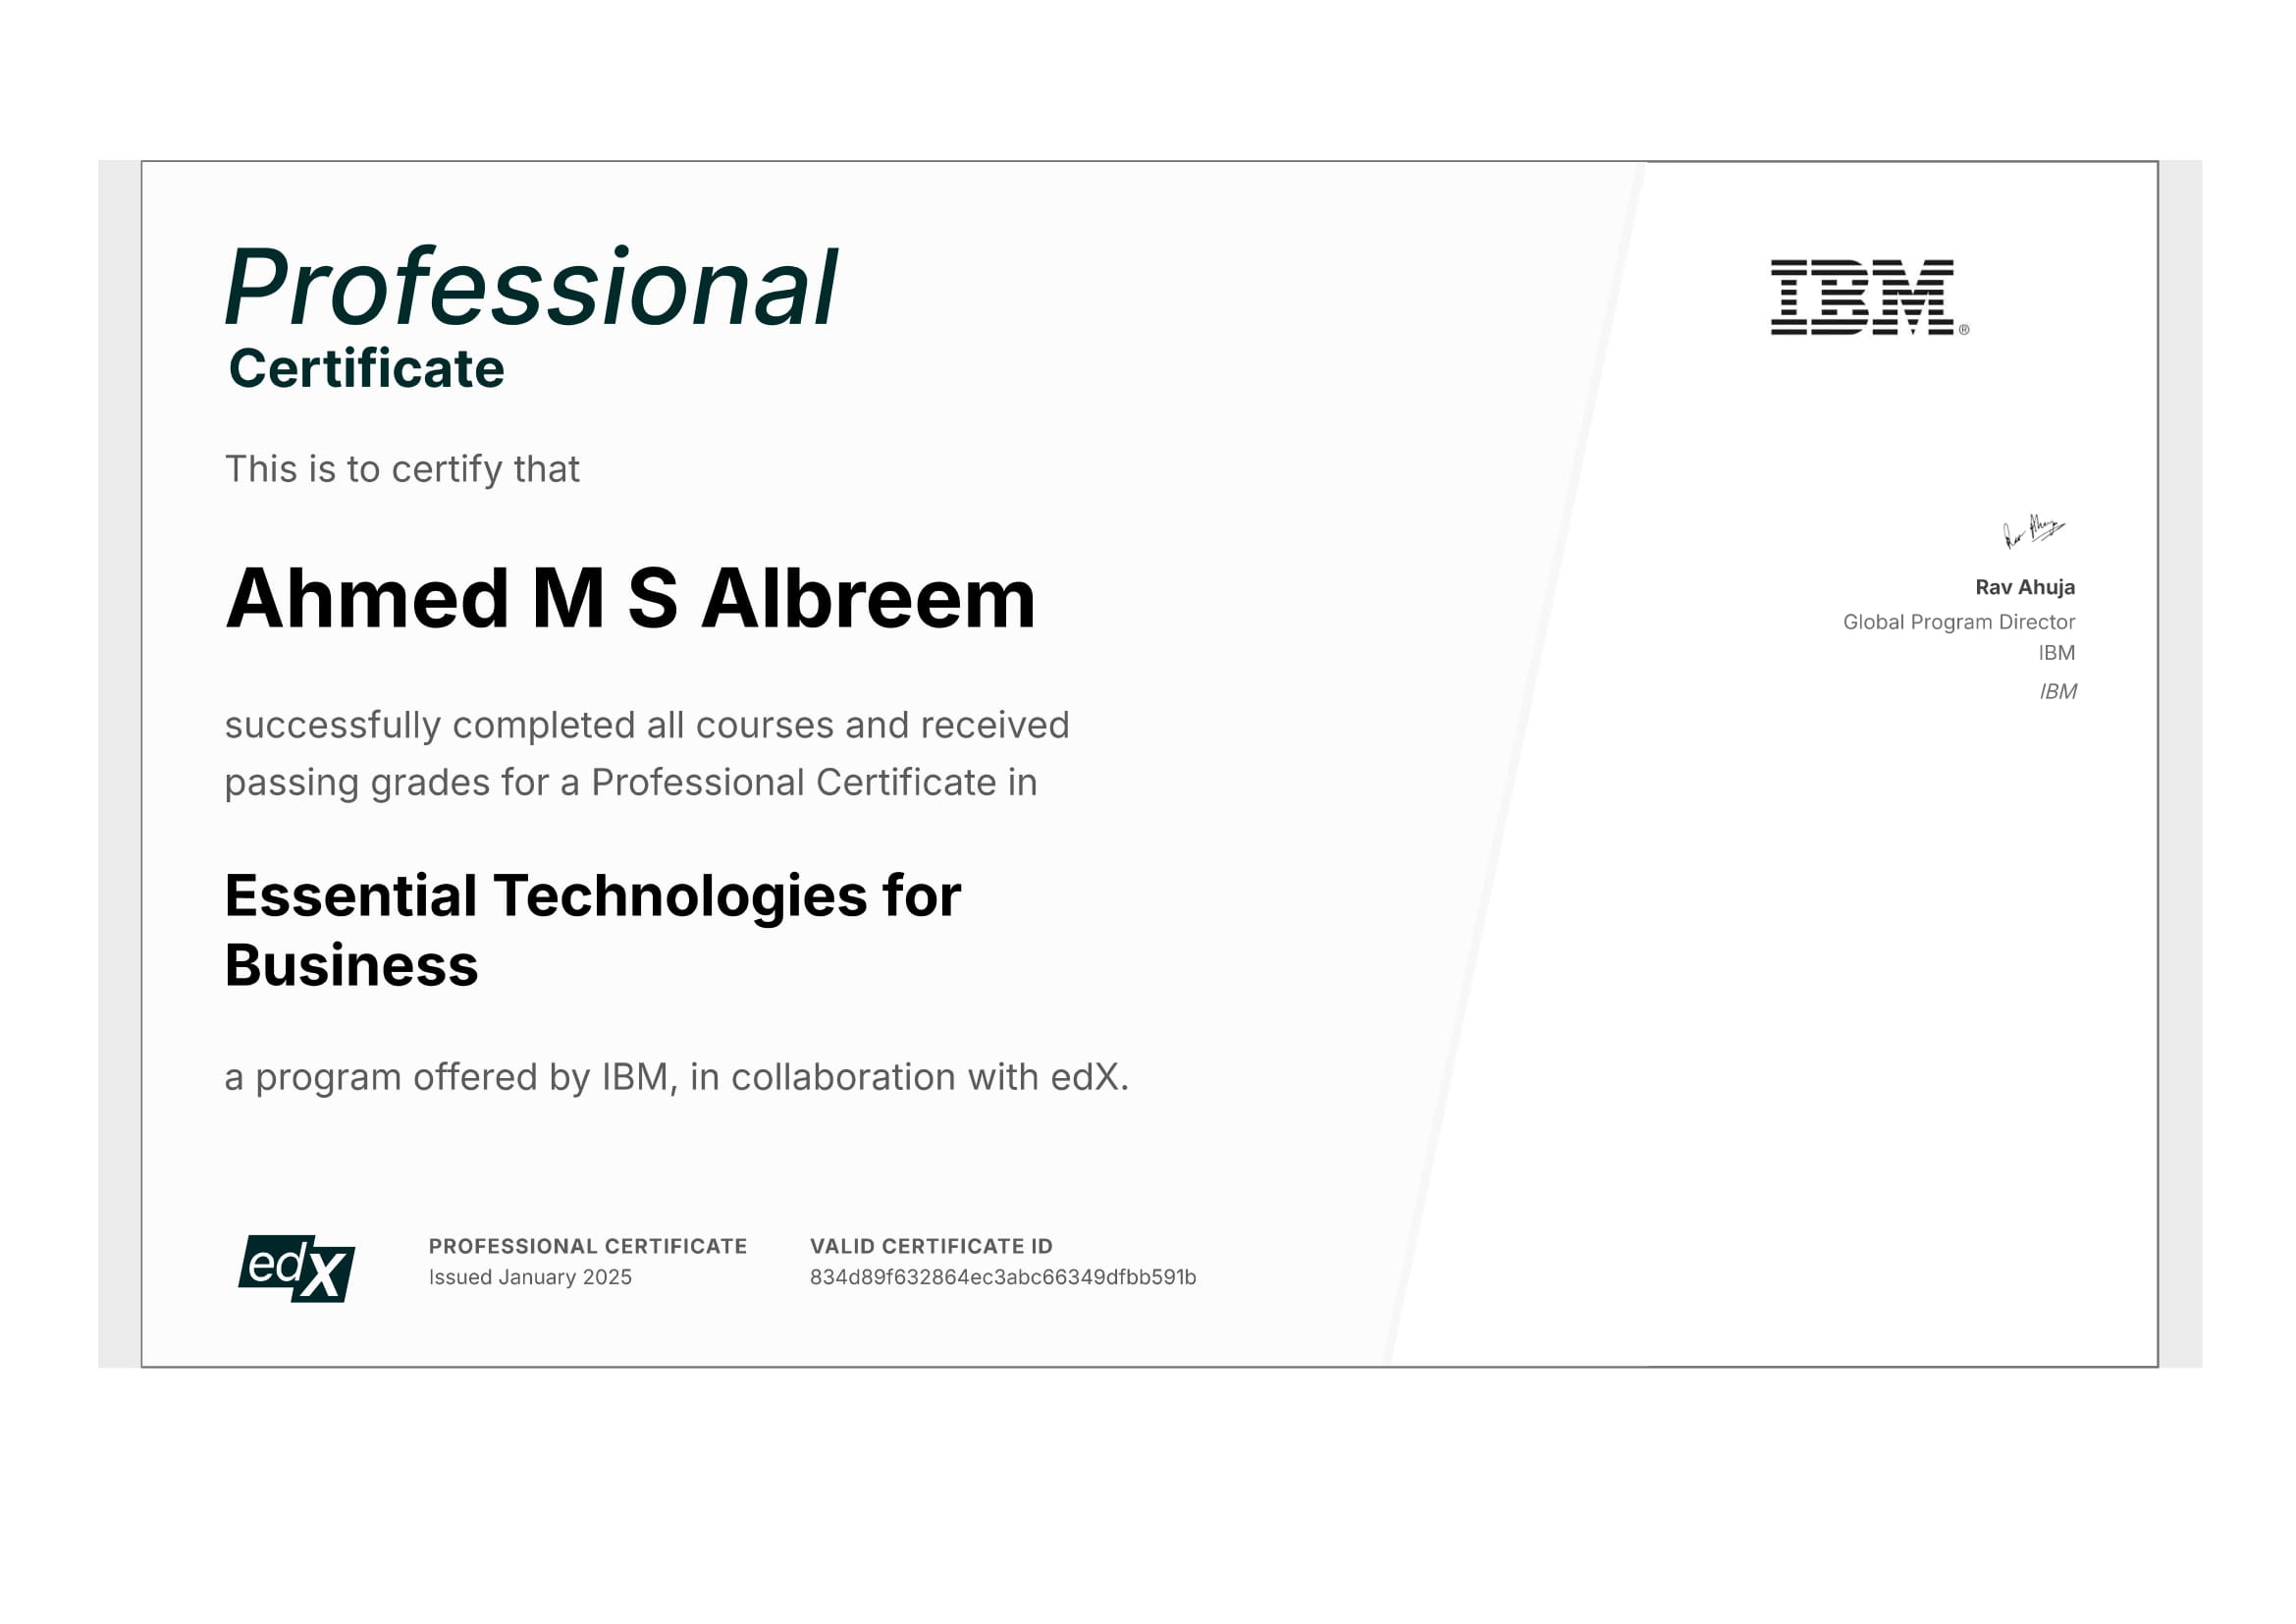 Professional
Certificate
IBM®
This is to certify that
Ahmed M S Albreem
successfully completed all courses and received
passing grades for a Professional Certificate in
Essential Technologies for
Business
a program offered by IBM, in collaboration with edX.
Rav Ahuja
Rav Ahuja
Global Program Director
IBM
IBM
edX
PROFESSIONAL CERTIFICATE
Issued January 2025
VALID CERTIFICATE ID
834d89f632864ec3abc66349dfbb591b